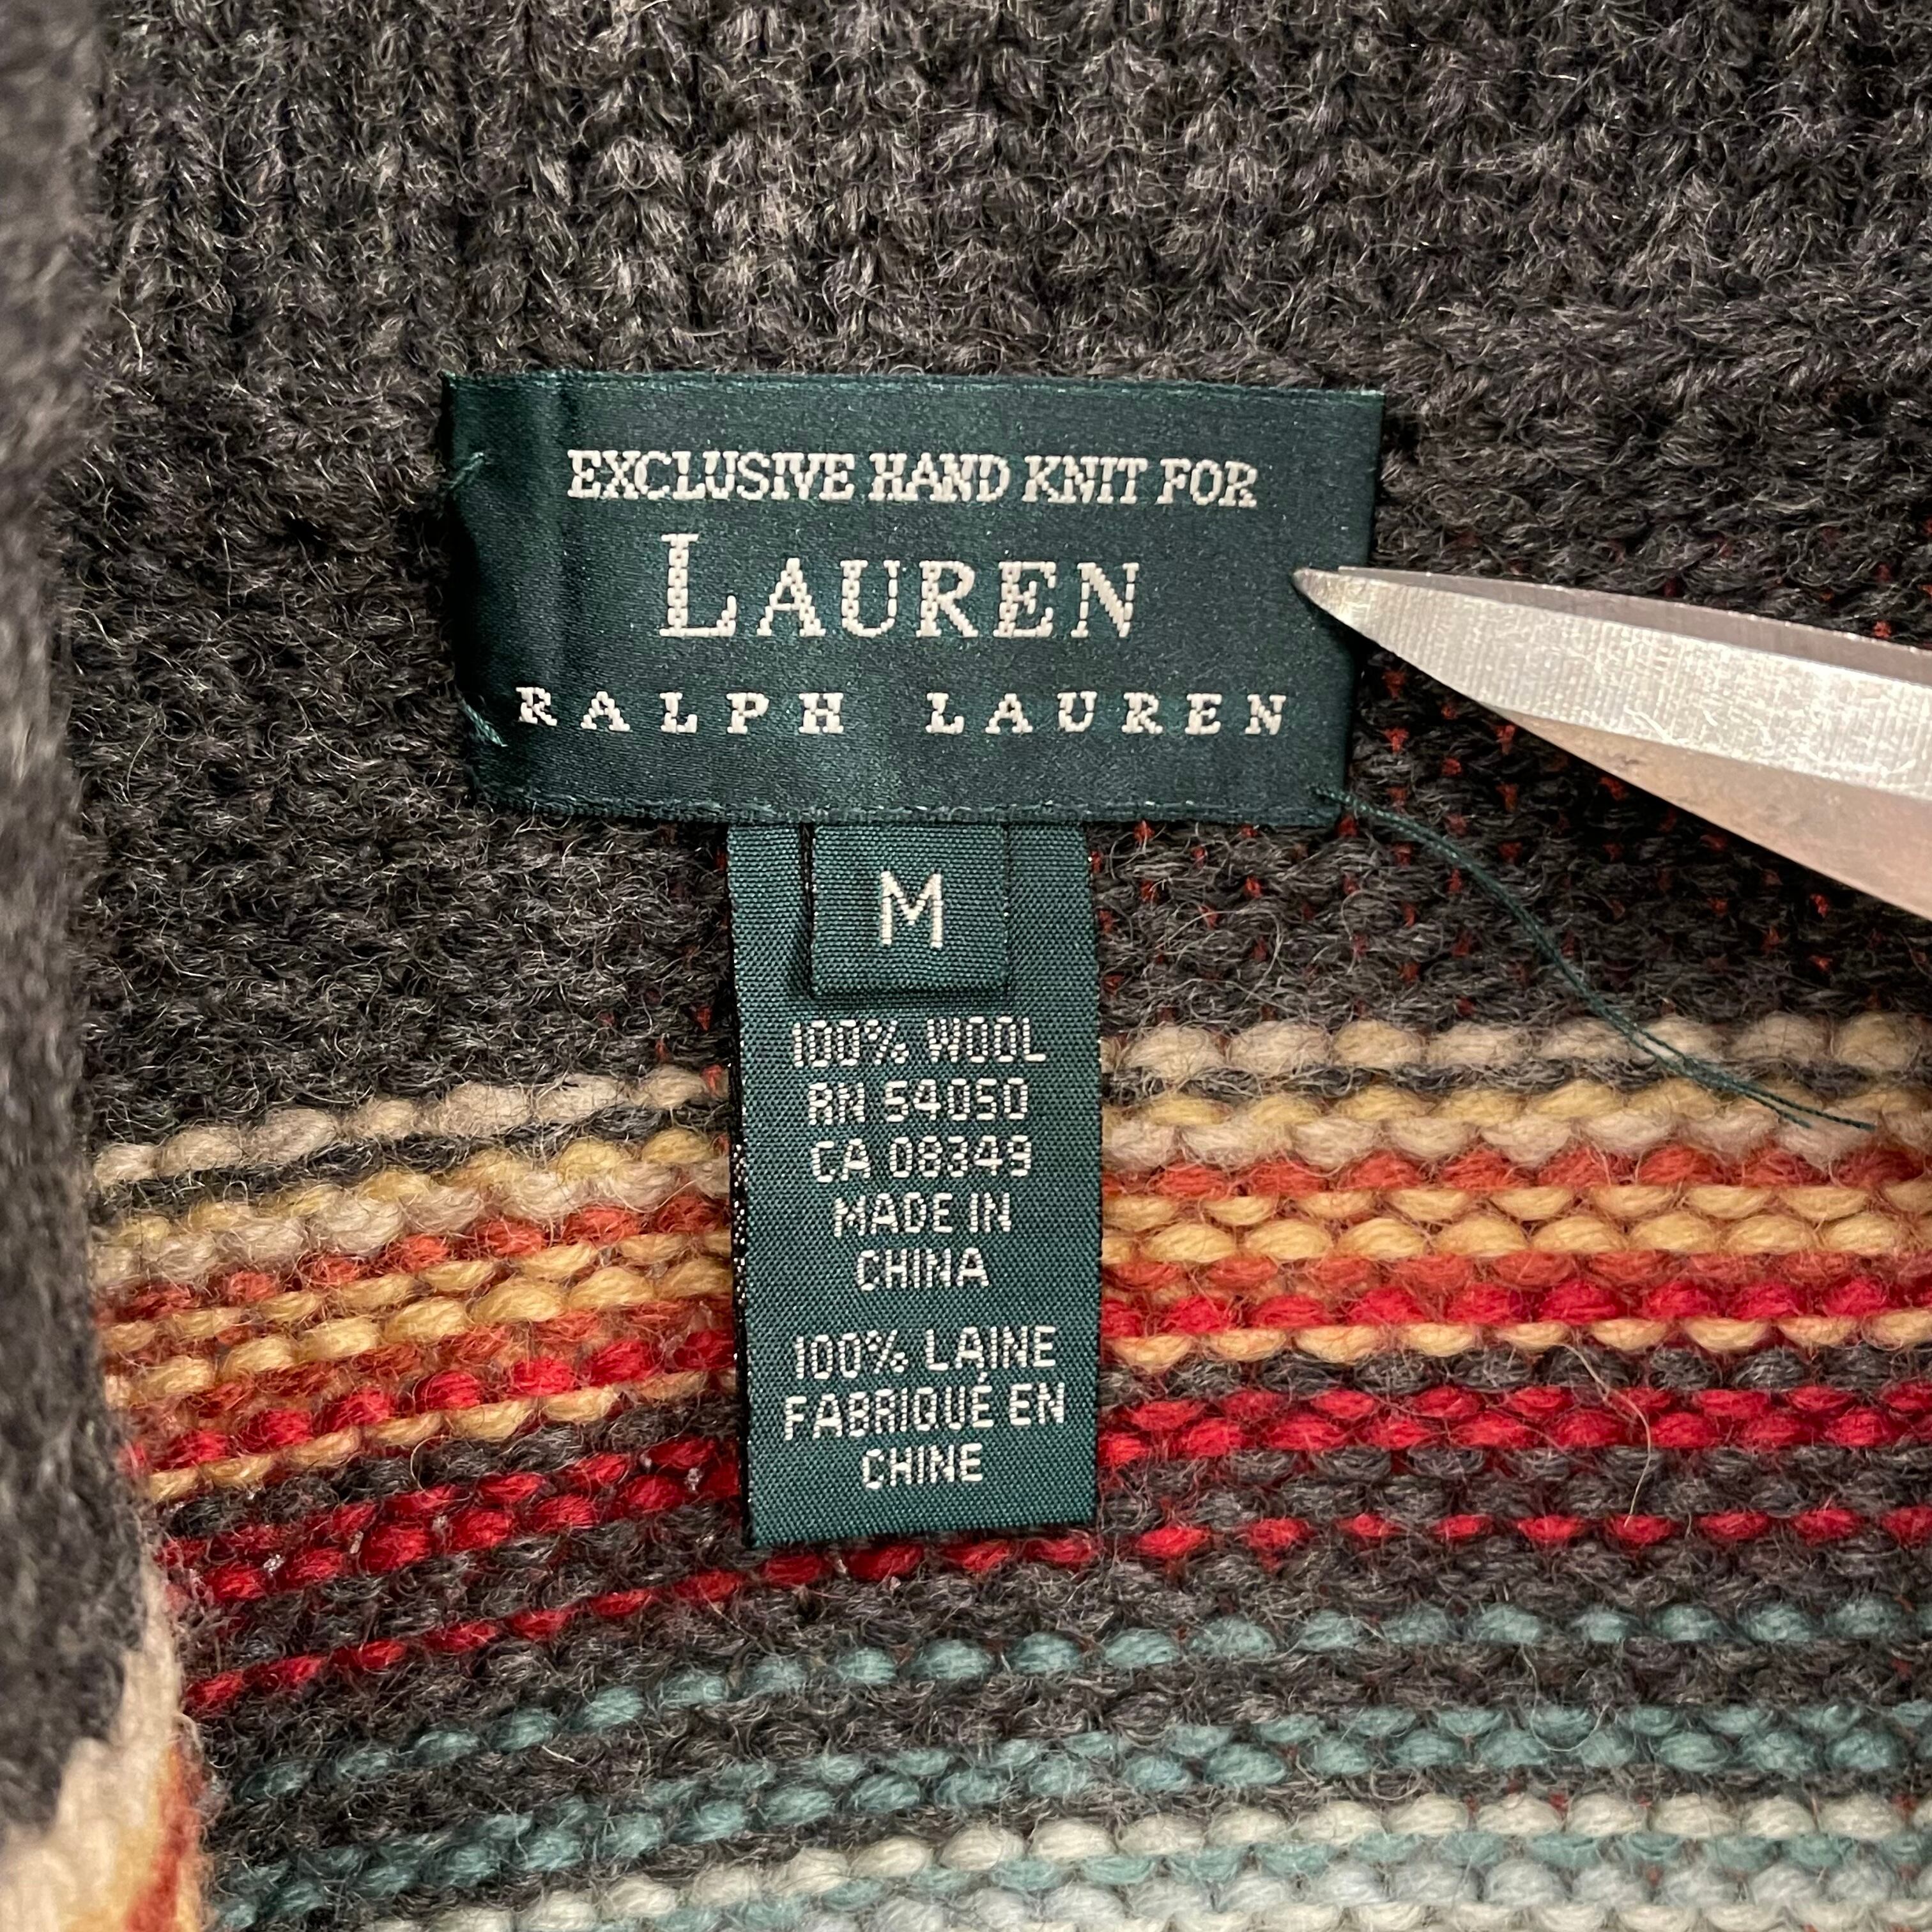 EXCLUSIVE HAND KNIT FOR
LAUREN
RALPH LAUREN
M
100% WOOL
RN 54050
CA 08349
MADE IN
CHINA
100% LAINE
FABRIQUÉ EN
CHINE